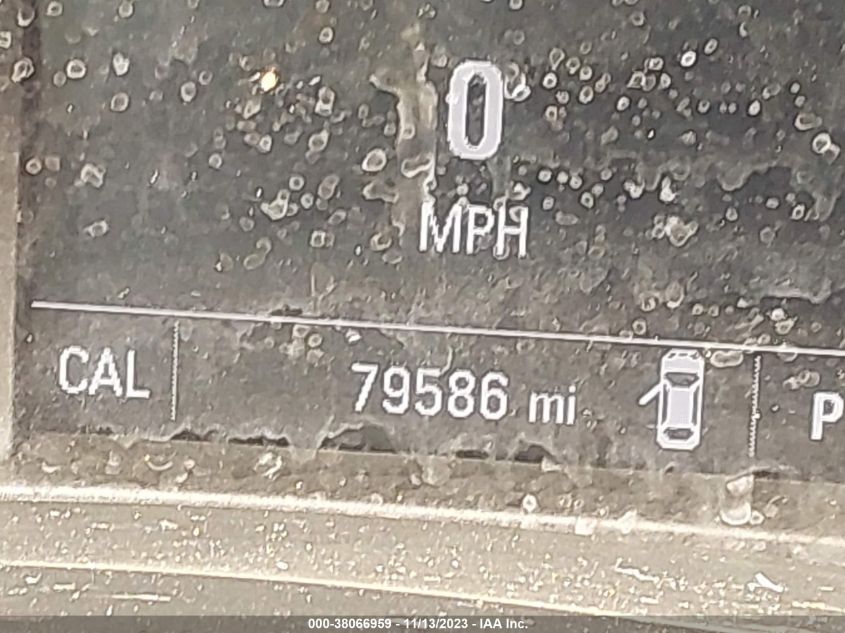 0
MPH
CAL 79586 mi P
000-38066959 - 11/13/2023 - IAA Inc.